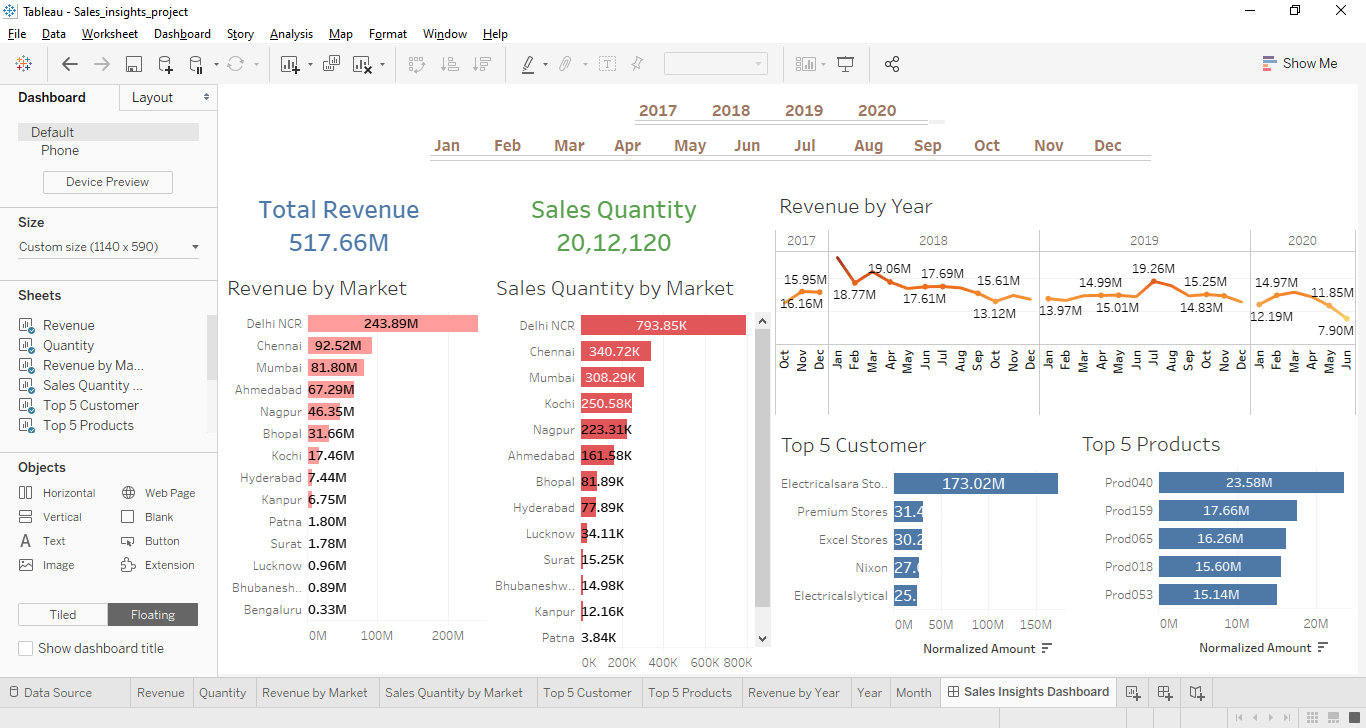 Tableau - Sales_insights_project
File Data Worksheet Dashboard Story Analysis Map Format Window Help
Show Me
Dashboard Layout
Default
Phone
Device Preview
Size
Custom size (1140 x 590)
Sheets
Revenue
Quantity
Revenue by Ma...
Sales Quantity ...
Top 5 Customer
Top 5 Products
Objects
Horizontal Web Page
Vertical Blank
A Text Button
Image Extension
Tiled Floating
Show dashboard title
2017 2018 2019 2020
Jan Feb Mar Apr May Jun Jul Aug Sep Oct Nov Dec
Total Revenue
517.66M
Sales Quantity
20,12,120
Revenue by Market
Delhi NCR 243.89M
Chennai 92.52M
Mumbai 81.80M
Ahmedabad 67.29M
Nagpur 46.35M
Bhopal 31.66M
Kochi 17.46M
Hyderabad 7.44M
Kanpur 6.75M
Patna 1.80M
Surat 1.78M
Lucknow 0.96M
Bhubanesh.. 0.89M
Bengaluru 0.33M
0M 100M 200M
Sales Quantity by Market
Delhi NCR 793.85K
Chennai 340.72K
Mumbai 308.29K
Kochi 250.58K
Nagpur 223.31K
Ahmedabad 161.58K
Bhopal 81.89K
Hyderabad 77.89K
Lucknow 34.11K
Surat 15.25K
Bhubaneshw.. 14.98K
Kanpur 12.16K
Patna 3.84K
0K 200K 400K 600K 800K
Revenue by Year
2017 2018 2019 2020
15.95M 19.06M 17.69M 15.61M 14.99M 19.26M 15.25M 14.97M 11.85M
16.16M 18.77M 17.61M 13.12M 13.97M 15.01M 14.83M 12.19M 7.90M
Oct Nov Dec Jan Feb Mar Apr May Jun Jul Aug Sep Oct Nov Dec Jan Feb Mar Apr May Jun Jul Aug Sep Oct Nov Dec Jan Feb Mar Apr May Jun
Top 5 Customer
Electricalsara Sto.. 173.02M
Premium Stores 31.4
Excel Stores 30.2
Nixon 27.
Electricalslytical 25.
0M 50M 100M 150M
Normalized Amount
Top 5 Products
Prod040 23.58M
Prod159 17.66M
Prod065 16.26M
Prod018 15.60M
Prod053 15.14M
0M 10M 20M
Normalized Amount
Data Source Revenue Quantity Revenue by Market Sales Quantity by Market Top 5 Customer Top 5 Products Revenue by Year Year Month Sales Insights Dashboard